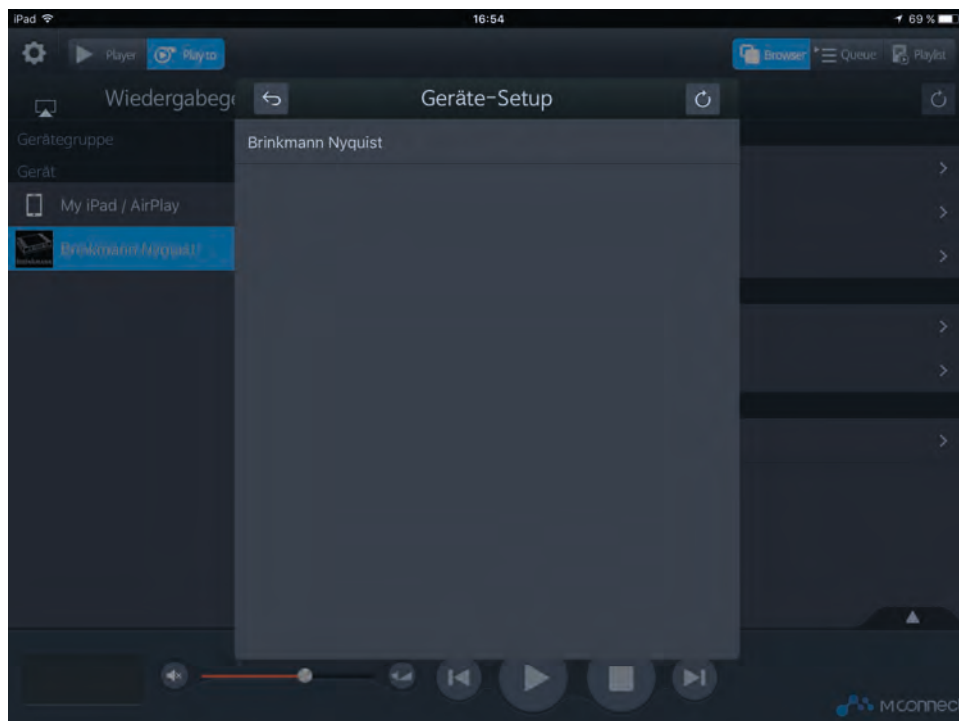 iPad 16:54 69 %
Player Play to Browser Queue Playlist
Wiedergabege Geräte-Setup
Gerätegruppe
Brinkmann Nyquist
Gerät
My iPad / AirPlay
Brinkmann Nyquist
Mconnec